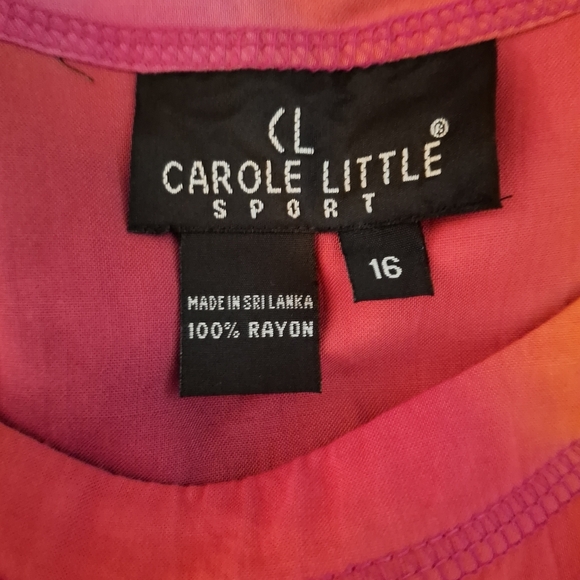 CL
CAROLE LITTLE®
SPORT
16
MADE IN SRI LANKA
100% RAYON